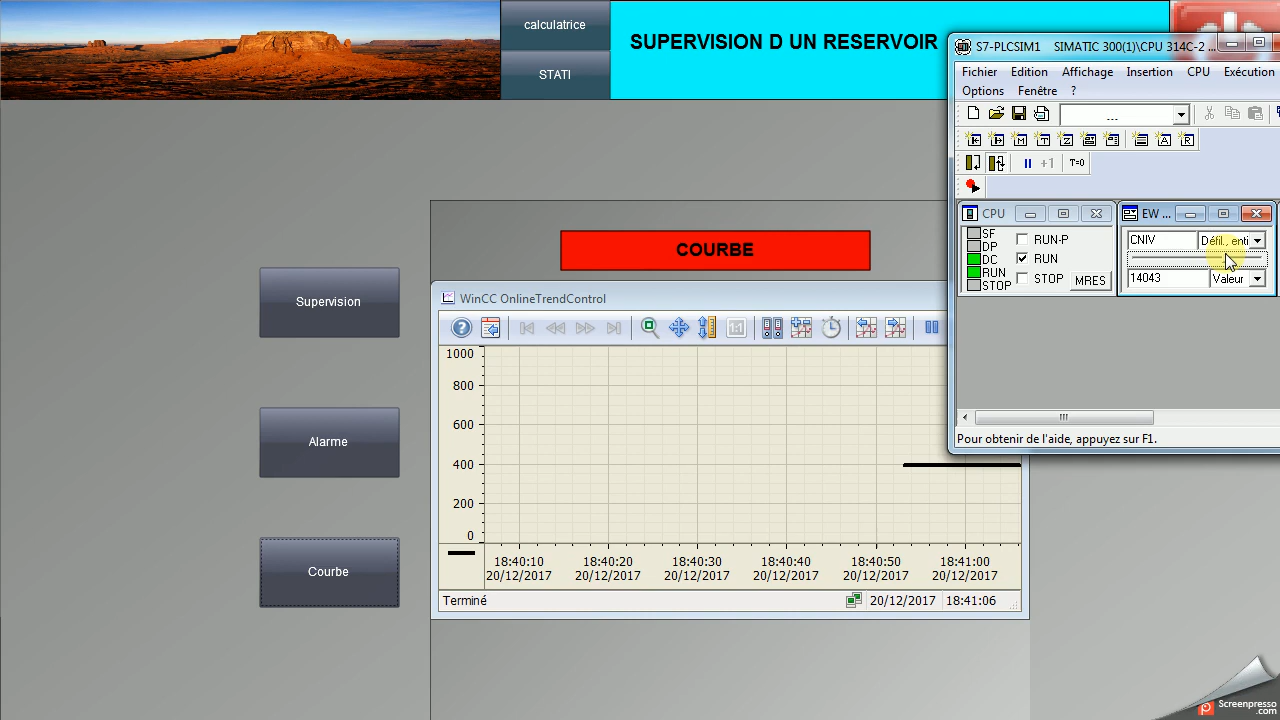 calculatrice
STATI
SUPERVISION D UN RESERVOIR
S7-PLCSIM1 SIMATIC 300(1)\CPU 314C-2 ...
Fichier Edition Affichage Insertion CPU Exécution
Options Fenêtre ?
...
+1 T=0
CPU
SF
DP
DC
RUN
STOP
RUN-P
RUN
STOP
MRES
EW ...
CNIV Défil., enti
14043 Valeur
Pour obtenir de l'aide, appuyez sur F1.
Supervision
Alarme
Courbe
COURBE
WinCC OnlineTrendControl
1:1
1000
800
600
400
200
0
18:40:10 18:40:20 18:40:30 18:40:40 18:40:50 18:41:00
20/12/2017 20/12/2017 20/12/2017 20/12/2017 20/12/2017 20/12/2017
Terminé 20/12/2017 18:41:06
Screenpresso
.com